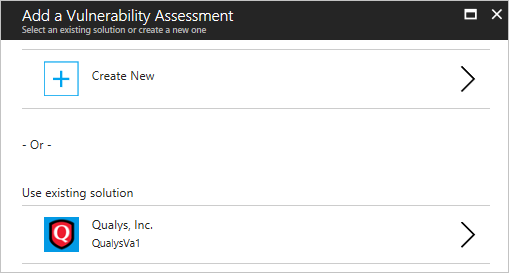 Add a Vulnerability Assessment
Select an existing solution or create a new one
Create New
- Or -
Use existing solution
Q
Qualys, Inc.
QualysVa1